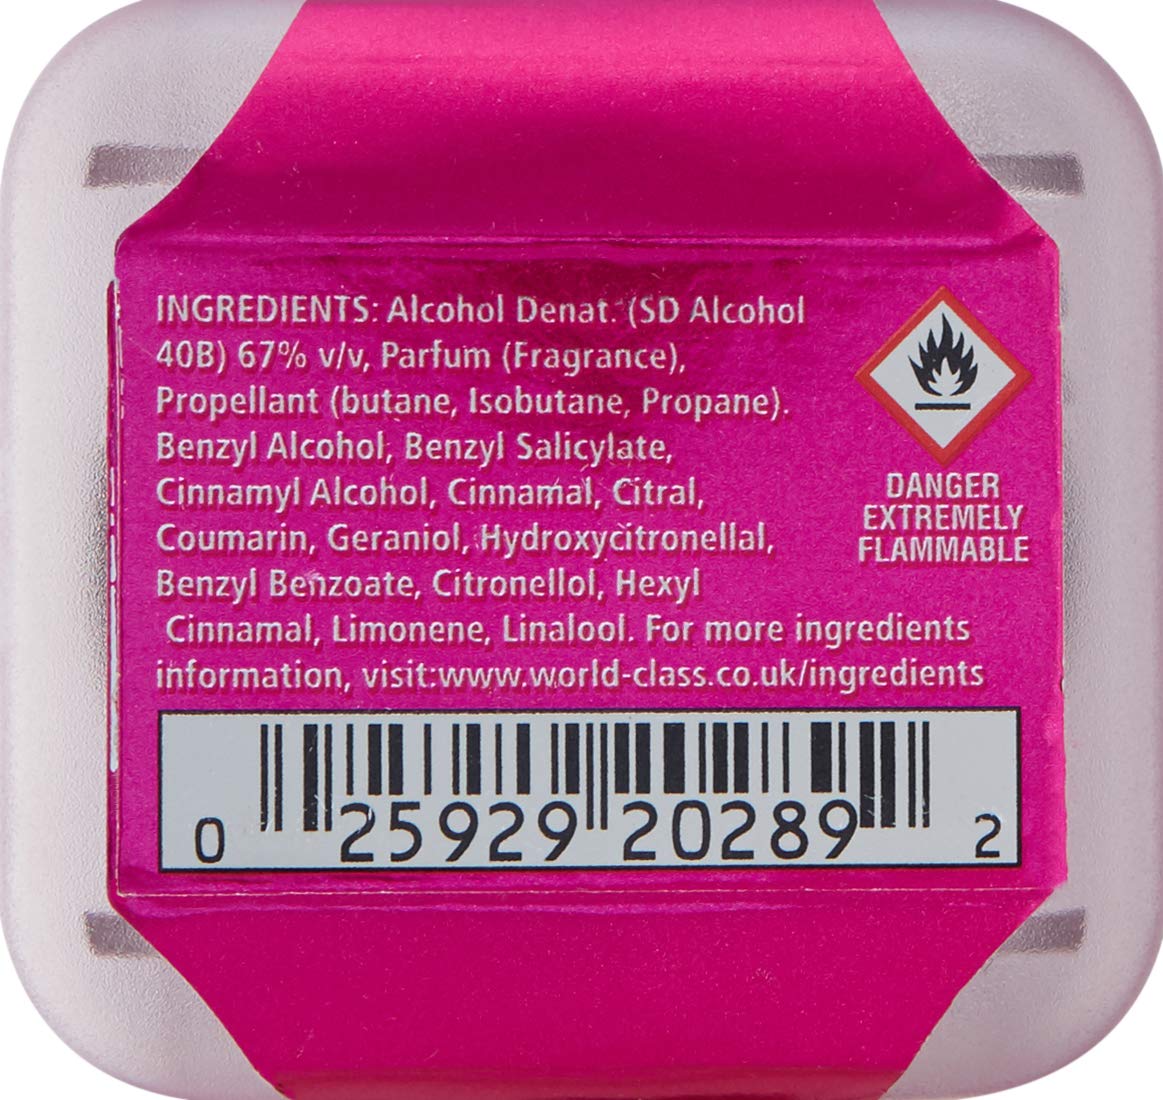 INGREDIENTS: Alcohol Denat. (SD Alcohol
40B) 67% v/v, Parfum (Fragrance),
Propellant (butane, Isobutane, Propane).
Benzyl Alcohol, Benzyl Salicylate,
Cinnamyl Alcohol, Cinnamal, Citral,
Coumarin, Geraniol, Hydroxycitronellal,
Benzyl Benzoate, Citronellol, Hexyl
Cinnamal, Limonene, Linalool. For more ingredients
information, visit:www.world-class.co.uk/ingredients
DANGER
EXTREMELY
FLAMMABLE
0 25929 20289 2